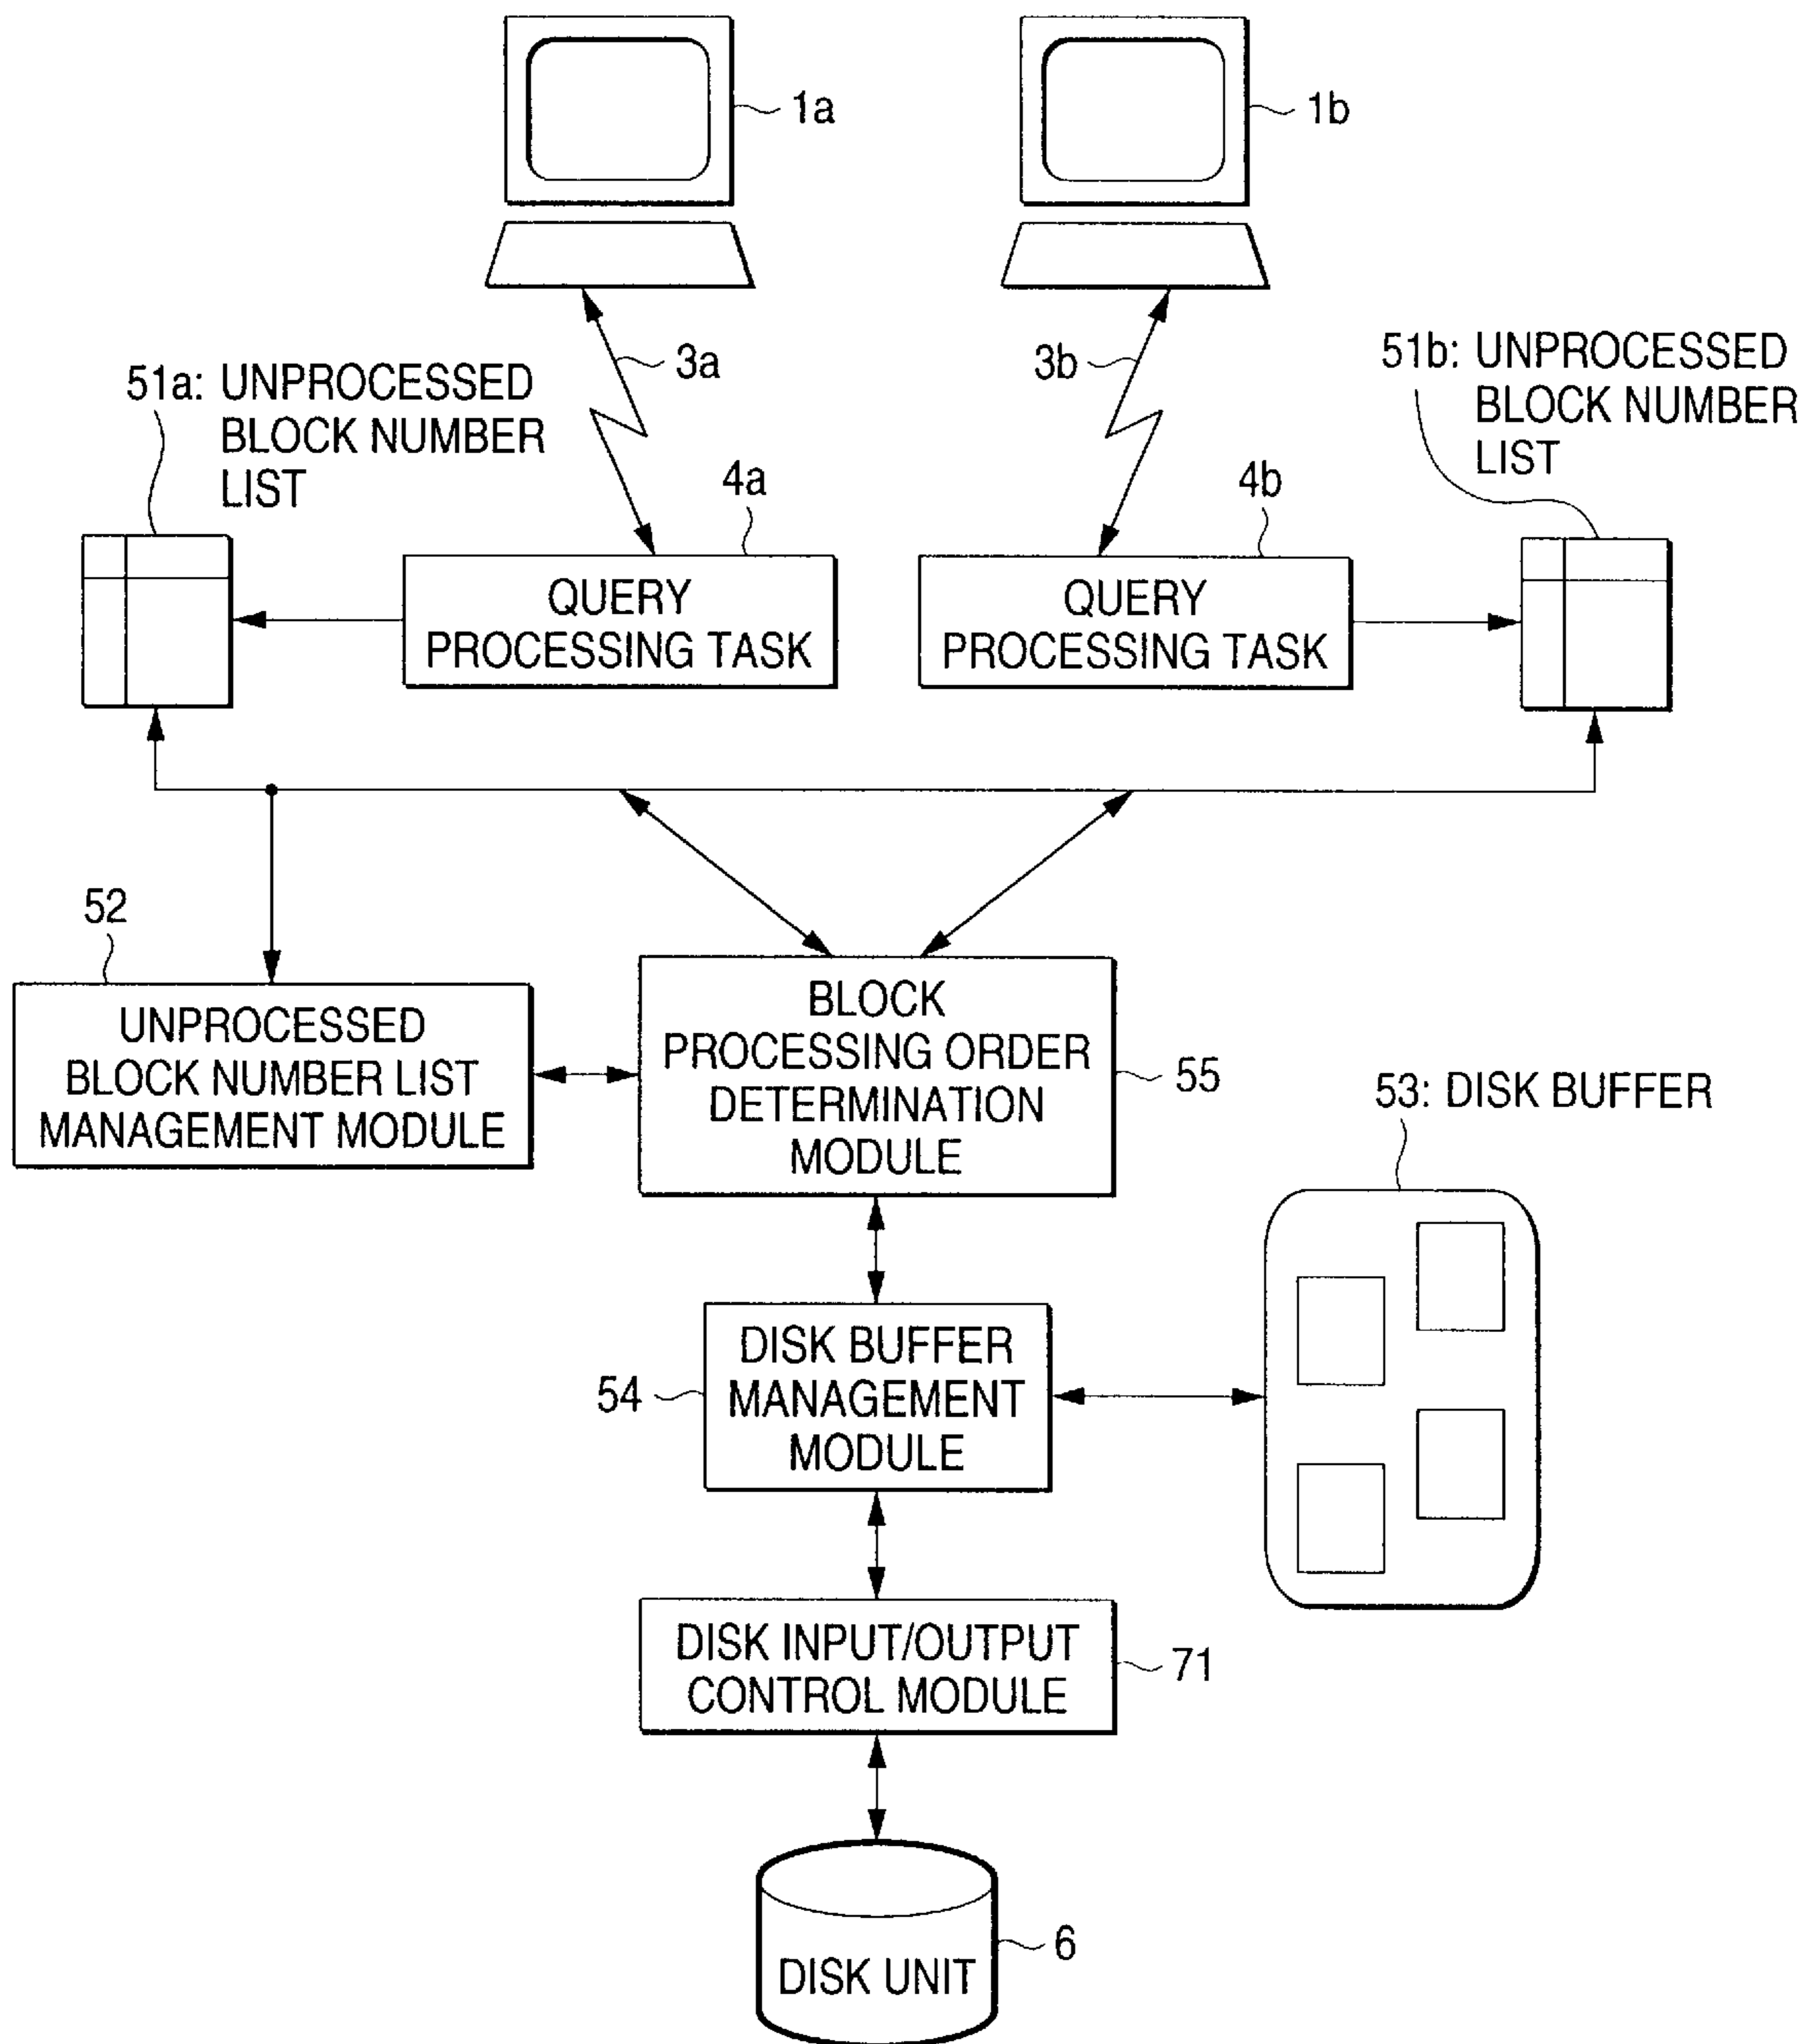 1a
1b
3a
3b
51a: UNPROCESSED
BLOCK NUMBER
LIST
51b: UNPROCESSED
BLOCK NUMBER
LIST
4a
4b
QUERY
PROCESSING TASK
QUERY
PROCESSING TASK
52
UNPROCESSED
BLOCK NUMBER LIST
MANAGEMENT MODULE
BLOCK
PROCESSING ORDER
DETERMINATION
MODULE
55
53: DISK BUFFER
54
DISK BUFFER
MANAGEMENT
MODULE
DISK INPUT/OUTPUT
CONTROL MODULE
71
DISK UNIT
6